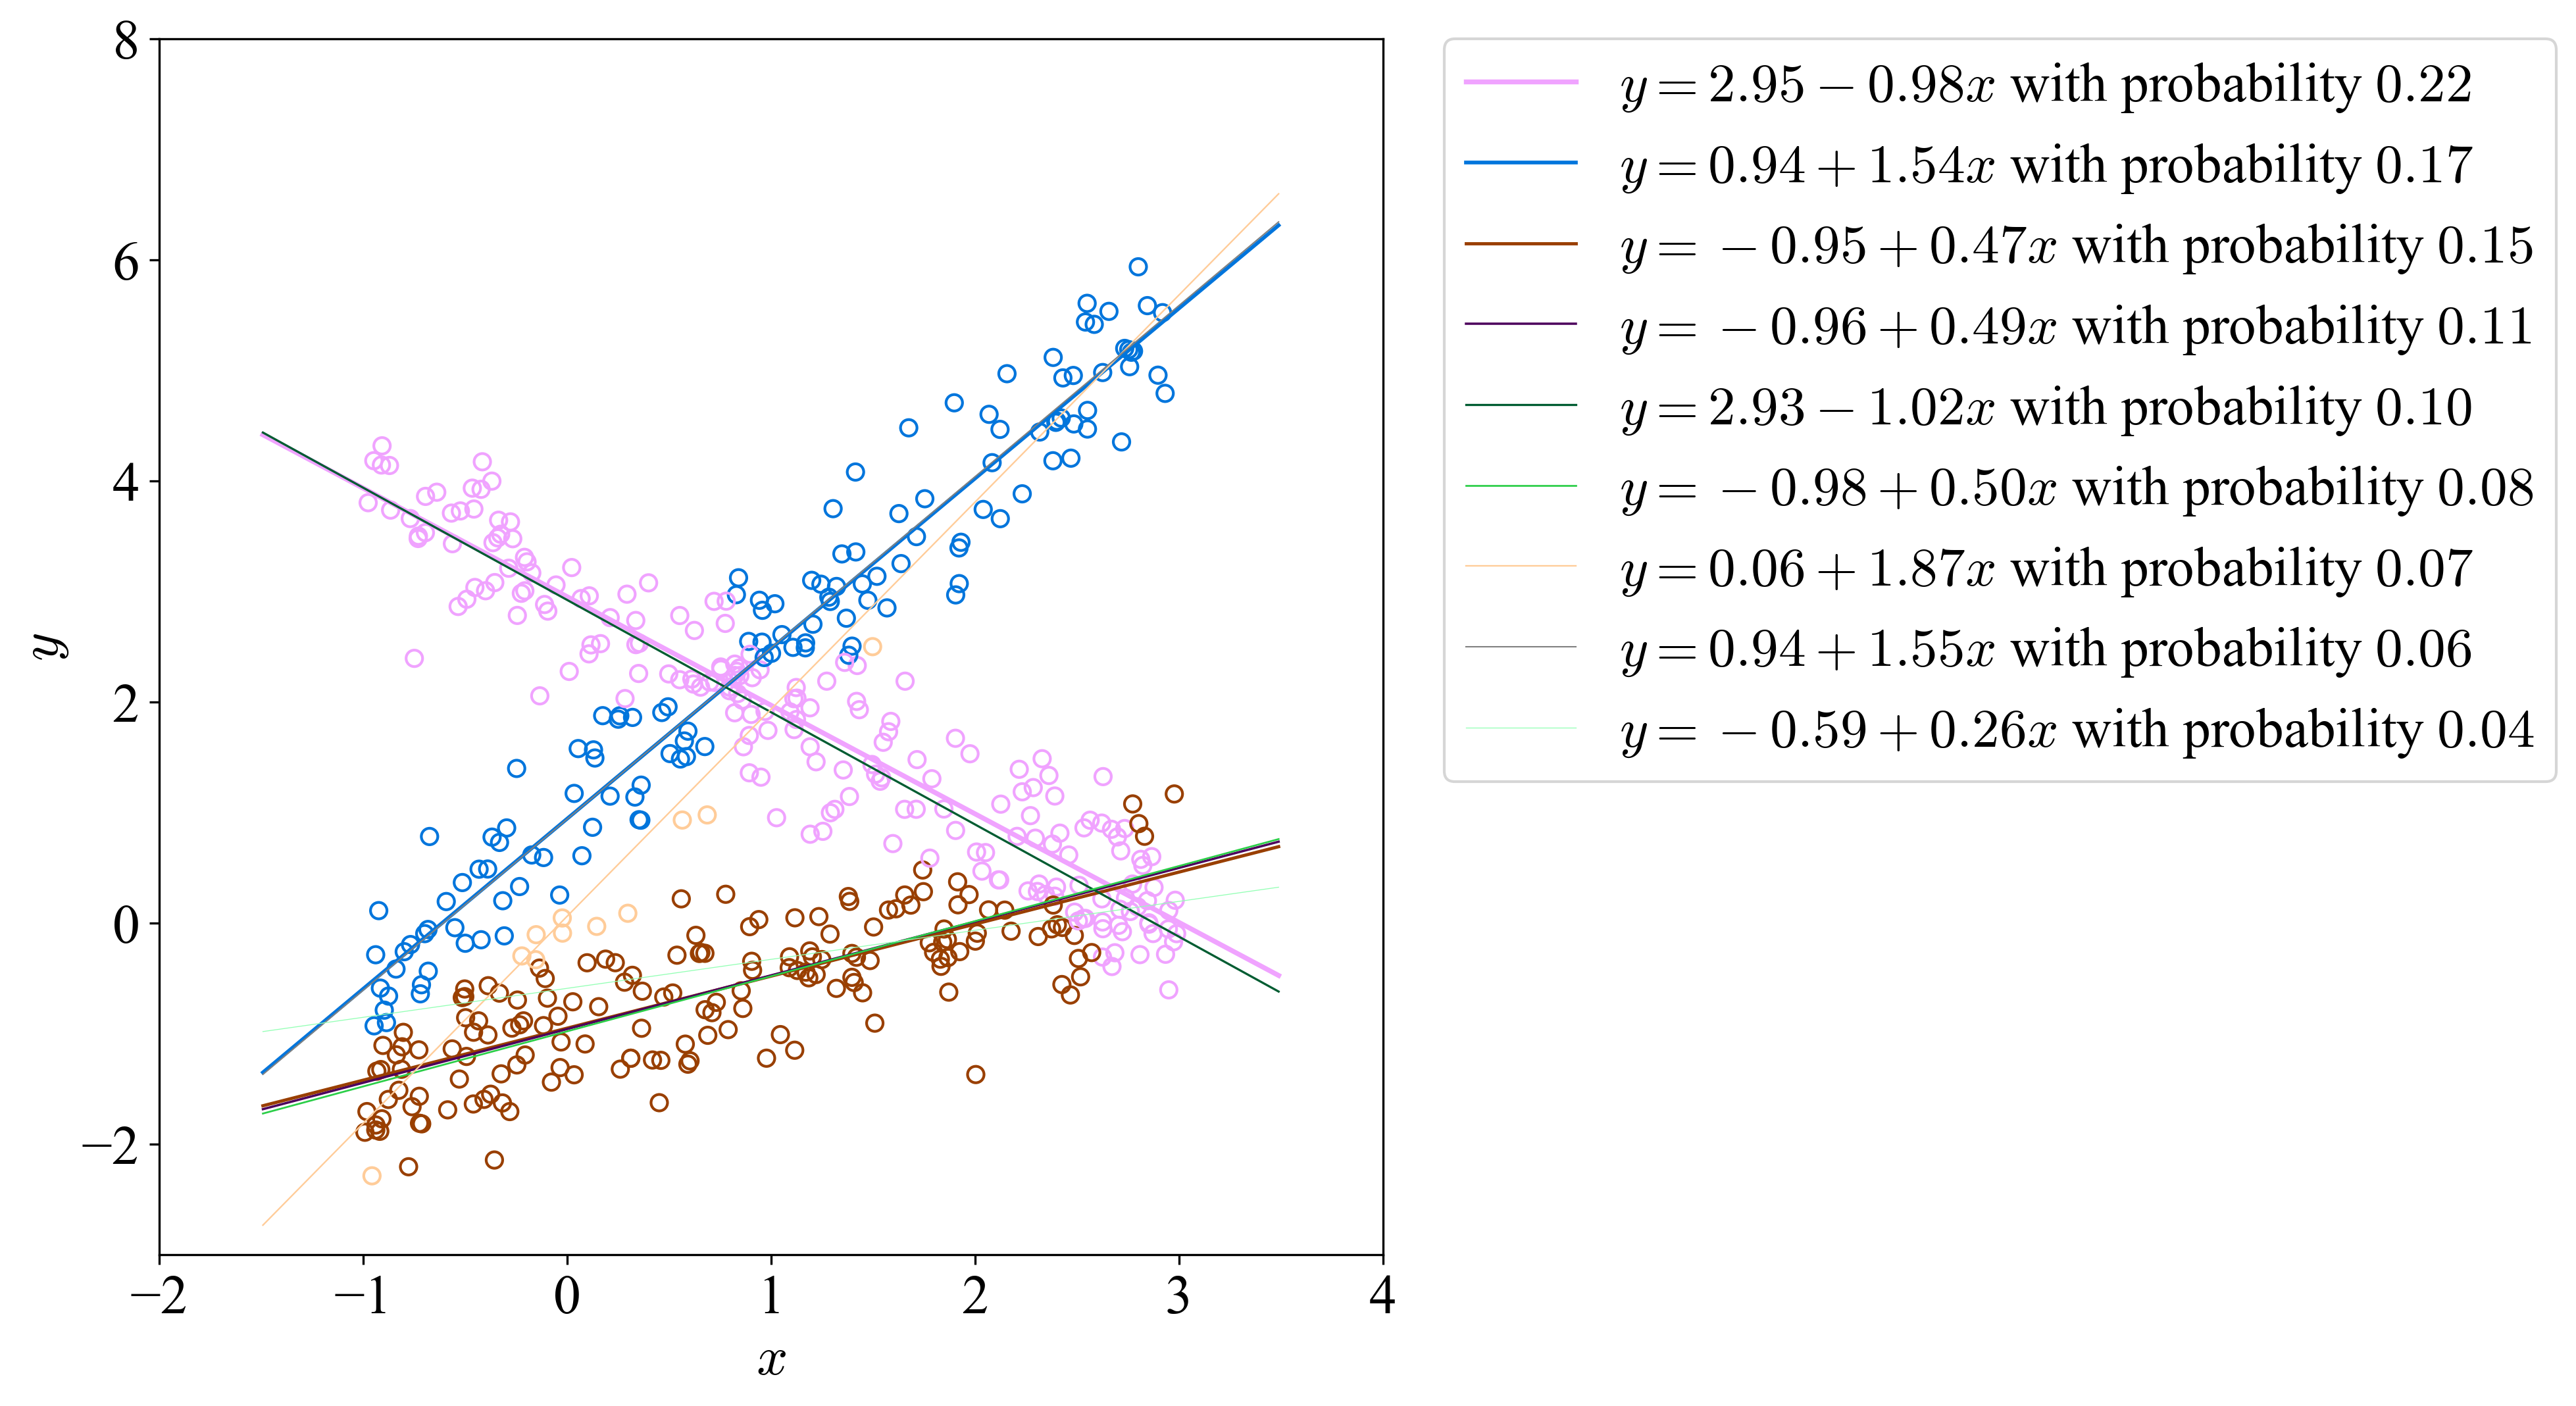 8
6
4
2
0
−2
y
−2 −1 0 1 2 3 4
x
y = 2.95 − 0.98x with probability 0.22
y = 0.94 + 1.54x with probability 0.17
y = − 0.95 + 0.47x with probability 0.15
y = − 0.96 + 0.49x with probability 0.11
y = 2.93 − 1.02x with probability 0.10
y = − 0.98 + 0.50x with probability 0.08
y = 0.06 + 1.87x with probability 0.07
y = 0.94 + 1.55x with probability 0.06
y = − 0.59 + 0.26x with probability 0.04